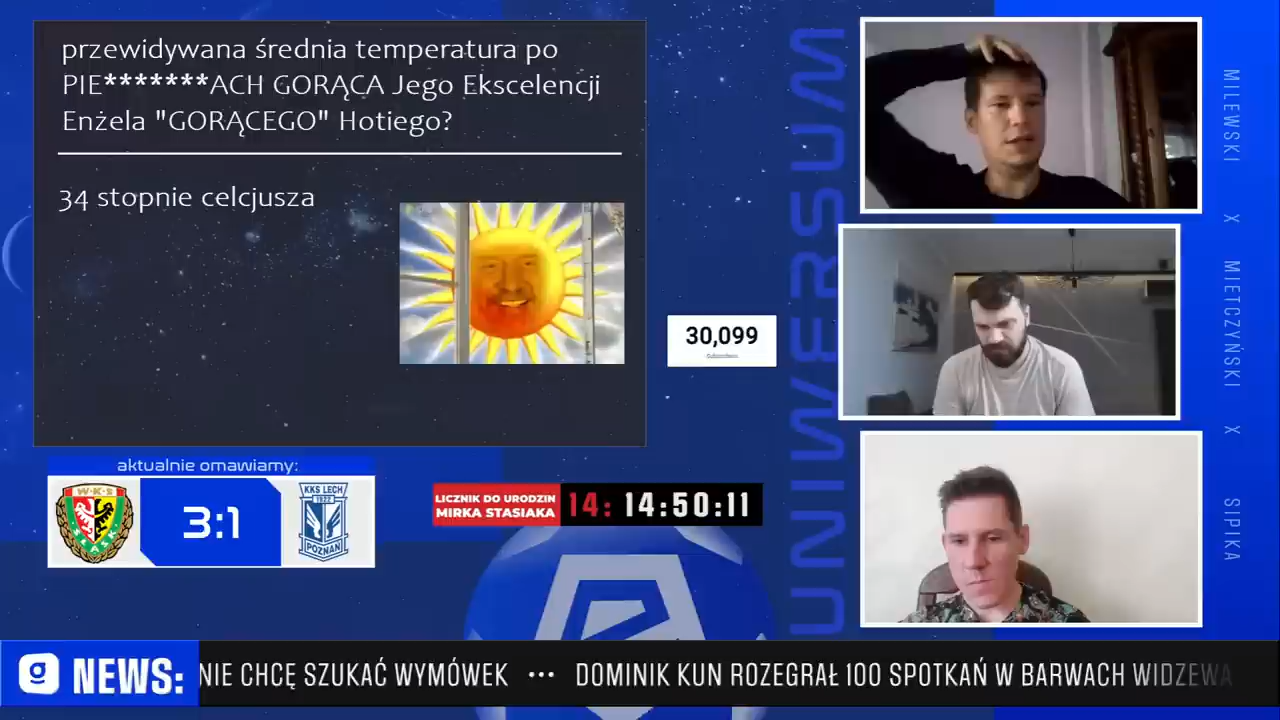 przewidywana średnia temperatura po
PIE*******ACH GORĄCA Jego Ekscelencji
Enżela "GORĄCEGO" Hotiego?
34 stopnie celcjusza
30,099
aktualnie omawiamy:
W·K·S
3:1
KKS LECH
1922
POZNAŃ
LICZNIK DO URODZIN
MIRKA STASIAKA
14: 14:50:11
UNIWERSUM
MILEWSKI X MIETCZYŃSKI X SIPIKA
g NEWS: NIE CHCĘ SZUKAĆ WYMÓWEK ••• DOMINIK KUN ROZEGRAŁ 100 SPOTKAŃ W BARWACH WIDZEWA